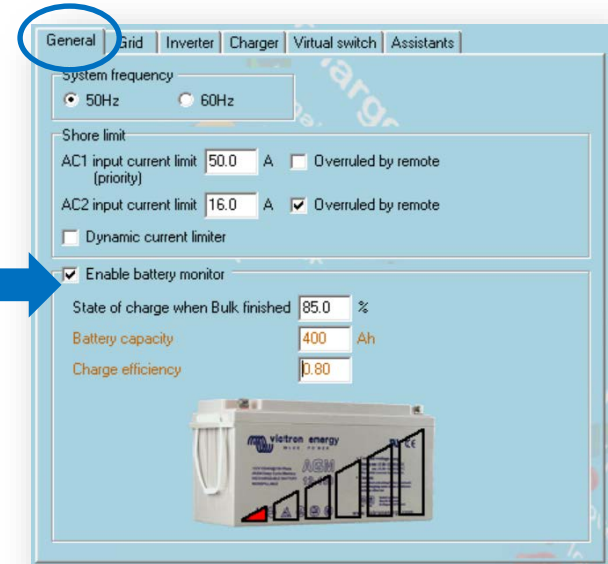 General Grid Inverter Charger Virtual switch Assistants
System frequency
50Hz 60Hz
Shore limit
AC1 input current limit 50.0 A Overruled by remote
(priority)
AC2 input current limit 16.0 A Overruled by remote
Dynamic current limiter
Enable battery monitor
State of charge when Bulk finished 85.0 %
Battery capacity 400 Ah
Charge efficiency 0.80
victron energy
BLUE POWER
AGM